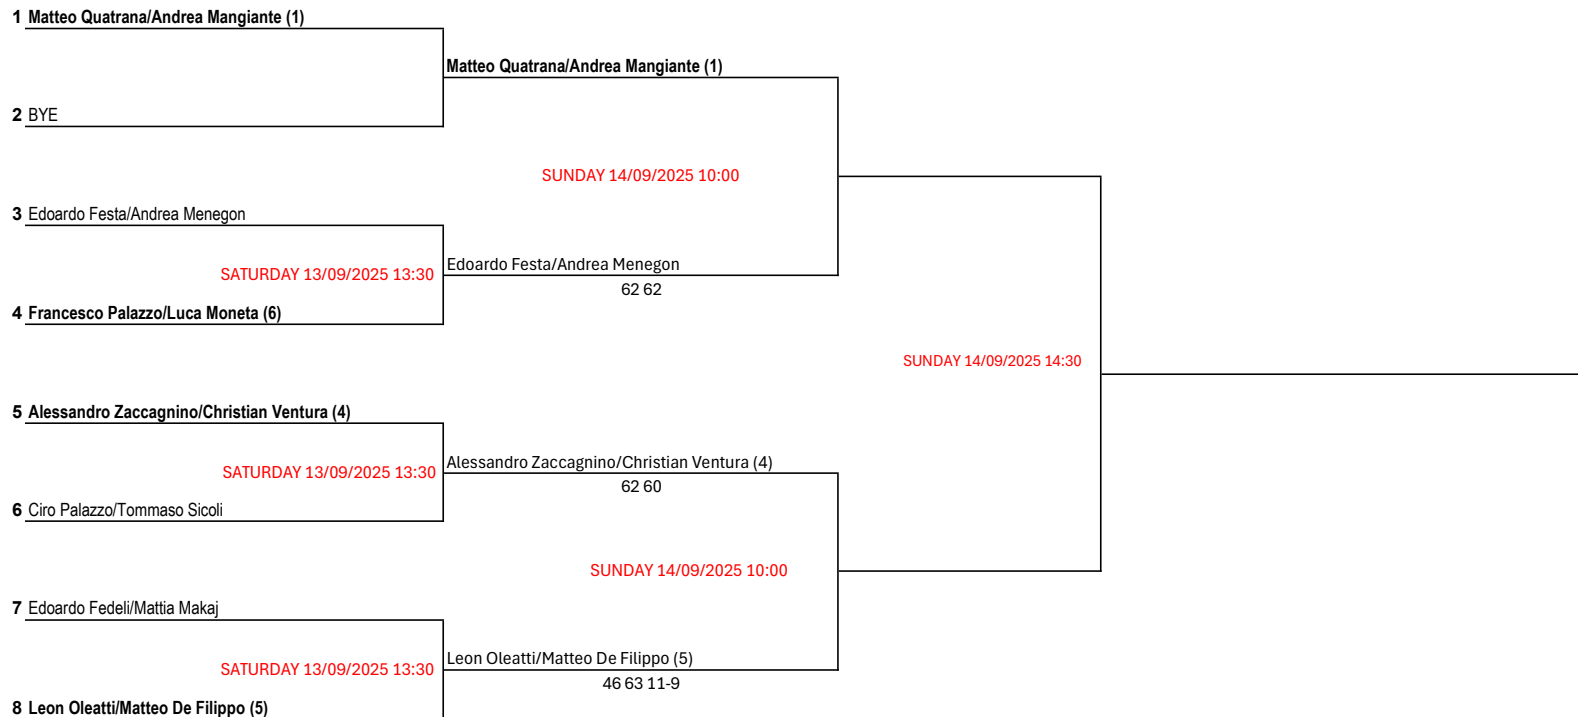 1 Matteo Quatrana/Andrea Mangiante (1)
Matteo Quatrana/Andrea Mangiante (1)
2 BYE
SUNDAY 14/09/2025 10:00
3 Edoardo Festa/Andrea Menegon
SATURDAY 13/09/2025 13:30
Edoardo Festa/Andrea Menegon
62 62
4 Francesco Palazzo/Luca Moneta (6)
SUNDAY 14/09/2025 14:30
5 Alessandro Zaccagnino/Christian Ventura (4)
SATURDAY 13/09/2025 13:30
Alessandro Zaccagnino/Christian Ventura (4)
62 60
6 Ciro Palazzo/Tommaso Sicoli
SUNDAY 14/09/2025 10:00
7 Edoardo Fedeli/Mattia Makaj
SATURDAY 13/09/2025 13:30
Leon Oleatti/Matteo De Filippo (5)
46 63 11-9
8 Leon Oleatti/Matteo De Filippo (5)